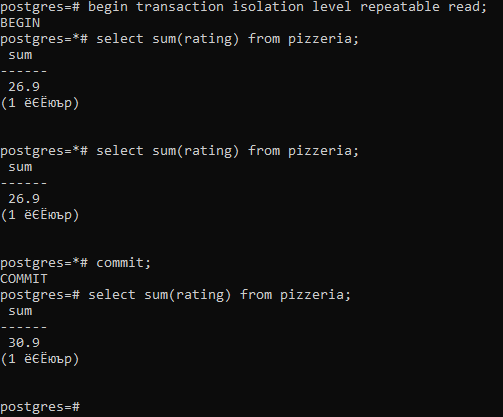 postgres=# begin transaction isolation level repeatable read;
BEGIN
postgres=*# select sum(rating) from pizzeria;
sum
------
26.9
(1 ёЄЁюър)
postgres=*# select sum(rating) from pizzeria;
sum
------
26.9
(1 ёЄЁюър)
postgres=*# commit;
COMMIT
postgres=# select sum(rating) from pizzeria;
sum
------
30.9
(1 ёЄЁюър)
postgres=#